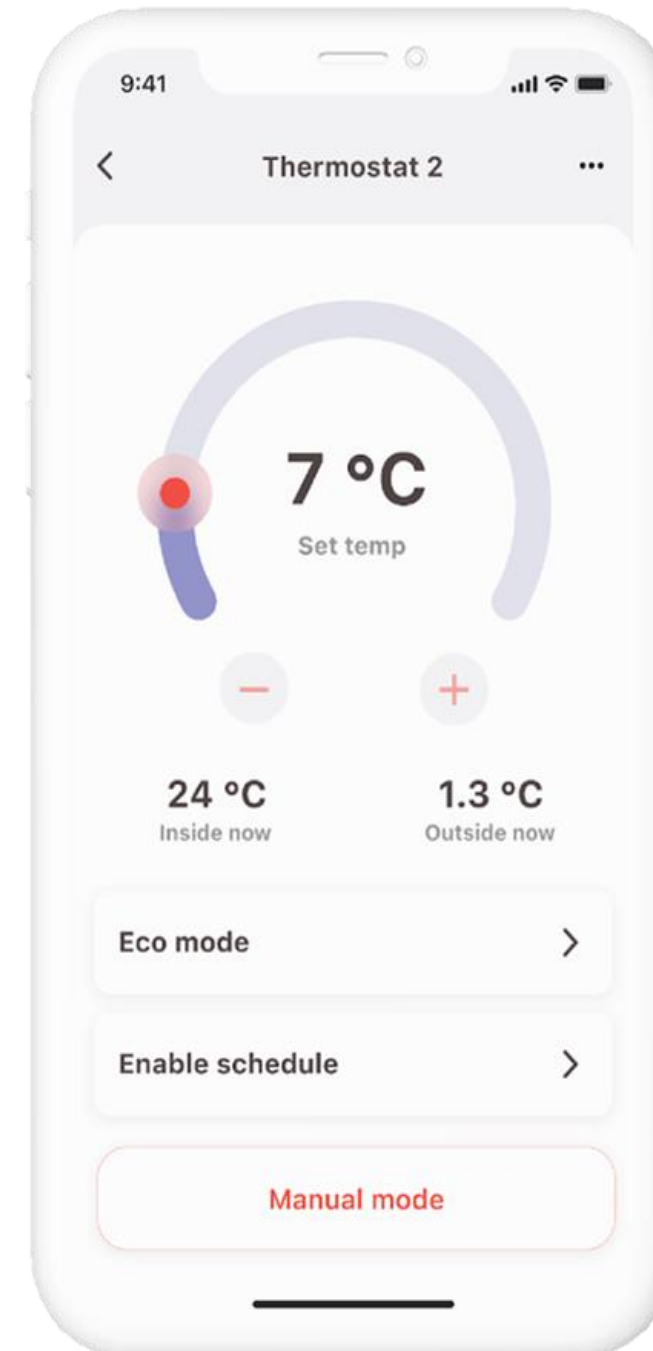 9:41
Thermostat 2
7 °C
Set temp
24 °C
1.3 °C
Inside now
Outside now
Eco mode
Enable schedule
Manual mode